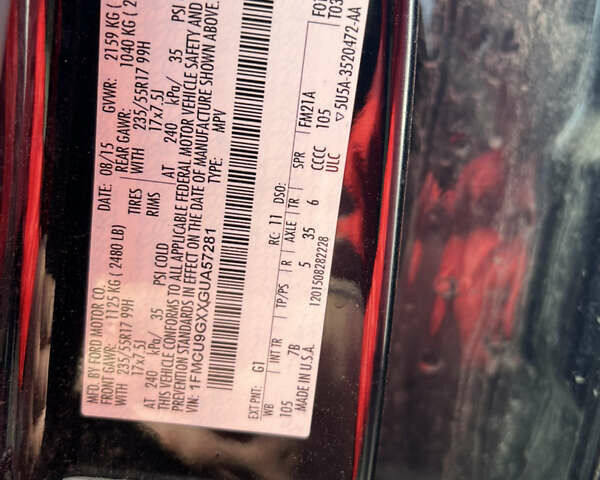 MFD. BY FORD MOTOR CO. DATE: 08/15 GVWR: 2159 KG (
FRONT GAWR: 1125 KG ( 2480 LB) REAR GAWR: 1040 KG ( 2
WITH 235/55R17 99H TIRES WITH 235/55R17 99H
17x7.5J RIMS 17x7.5J
AT 240 kPa/ 35 PSI COLD AT 240 kPa/ 35 PSI
THIS VEHICLE CONFORMS TO ALL APPLICABLE FEDERAL MOTOR VEHICLE SAFETY AND
PREVENTION STANDARDS IN EFFECT ON THE DATE OF MANUFACTURE SHOWN ABOVE.
VIN: 1FMCU9GXXGUA57281 TYPE: MPV
EXT PNT: G1 RC: 11 DSO: FM21A F03
WB INT TR TP/PS R AXLE TR SPR 105 T03
105 7B 5 35 6 CCCC
MADE IN U.S.A. 1201508282228 ULC ▽5U5A-3520472-AA